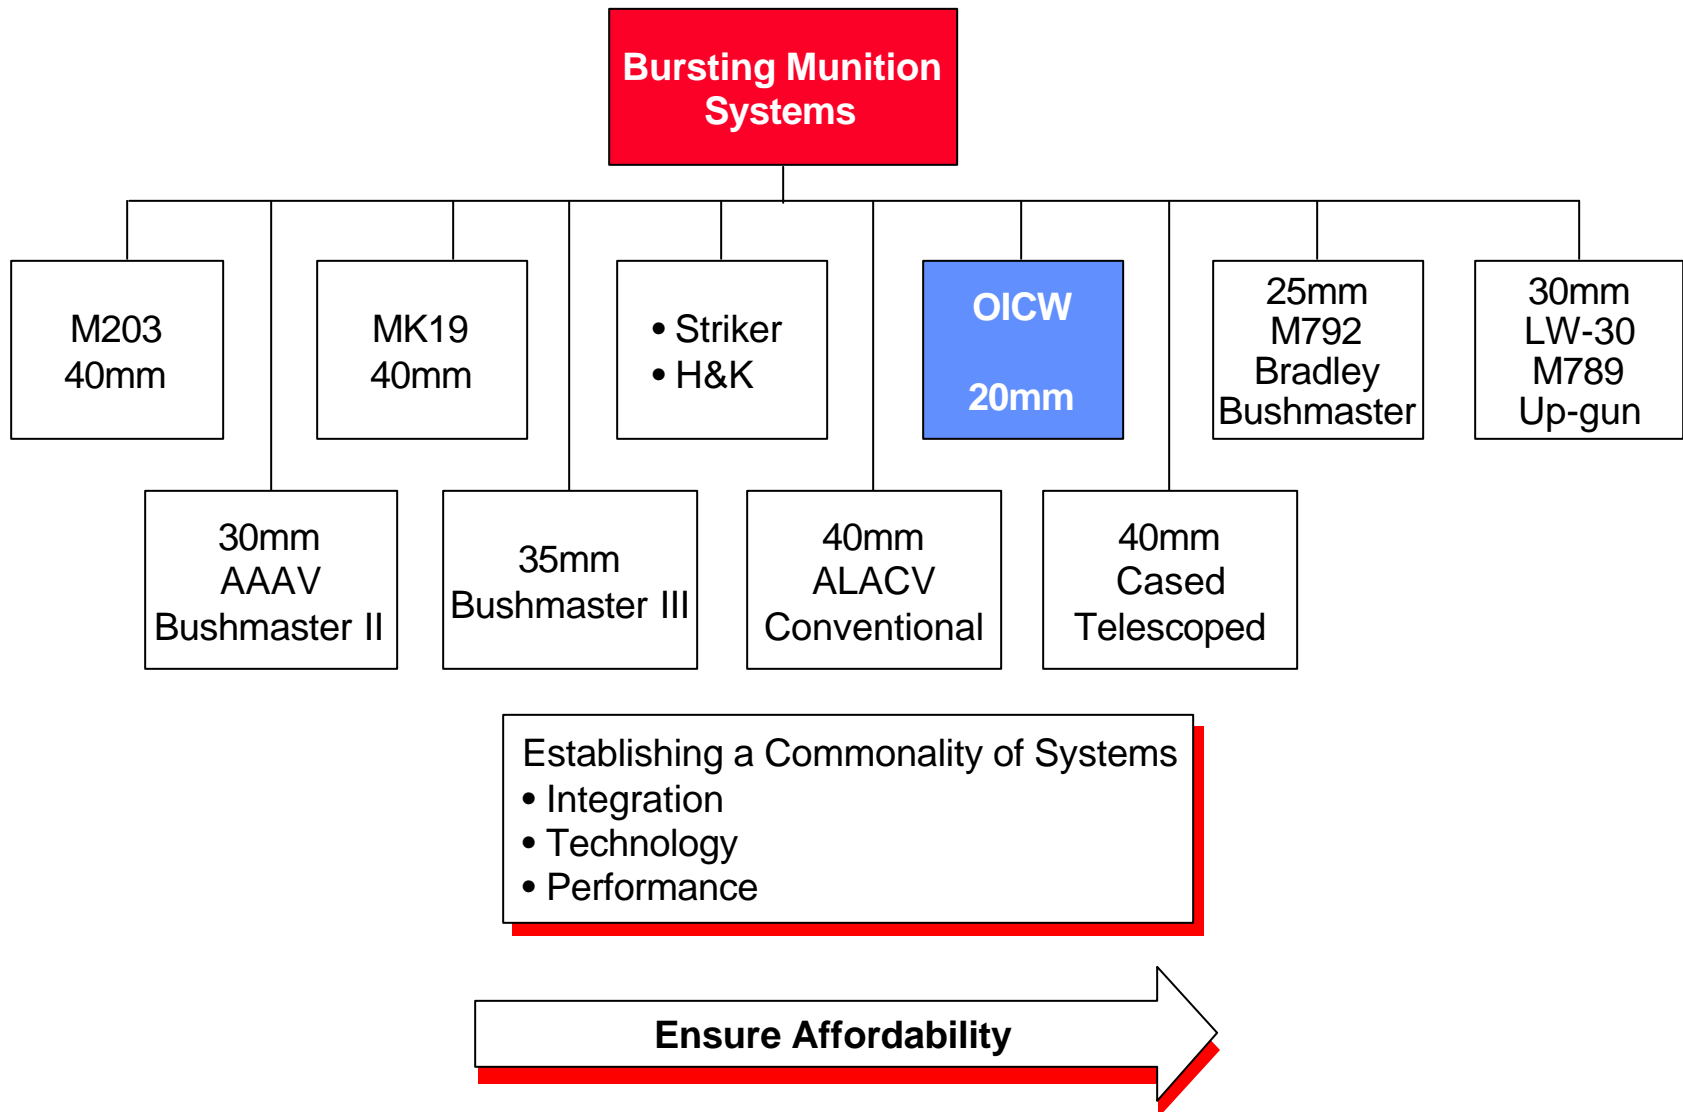 Bursting Munition
Systems
M203
40mm
MK19
40mm
• Striker
• H&K
OICW
20mm
25mm
M792
Bradley
Bushmaster
30mm
LW-30
M789
Up-gun
30mm
AAAV
Bushmaster II
35mm
Bushmaster III
40mm
ALACV
Conventional
40mm
Cased
Telescoped
Establishing a Commonality of Systems
• Integration
• Technology
• Performance
Ensure Affordability